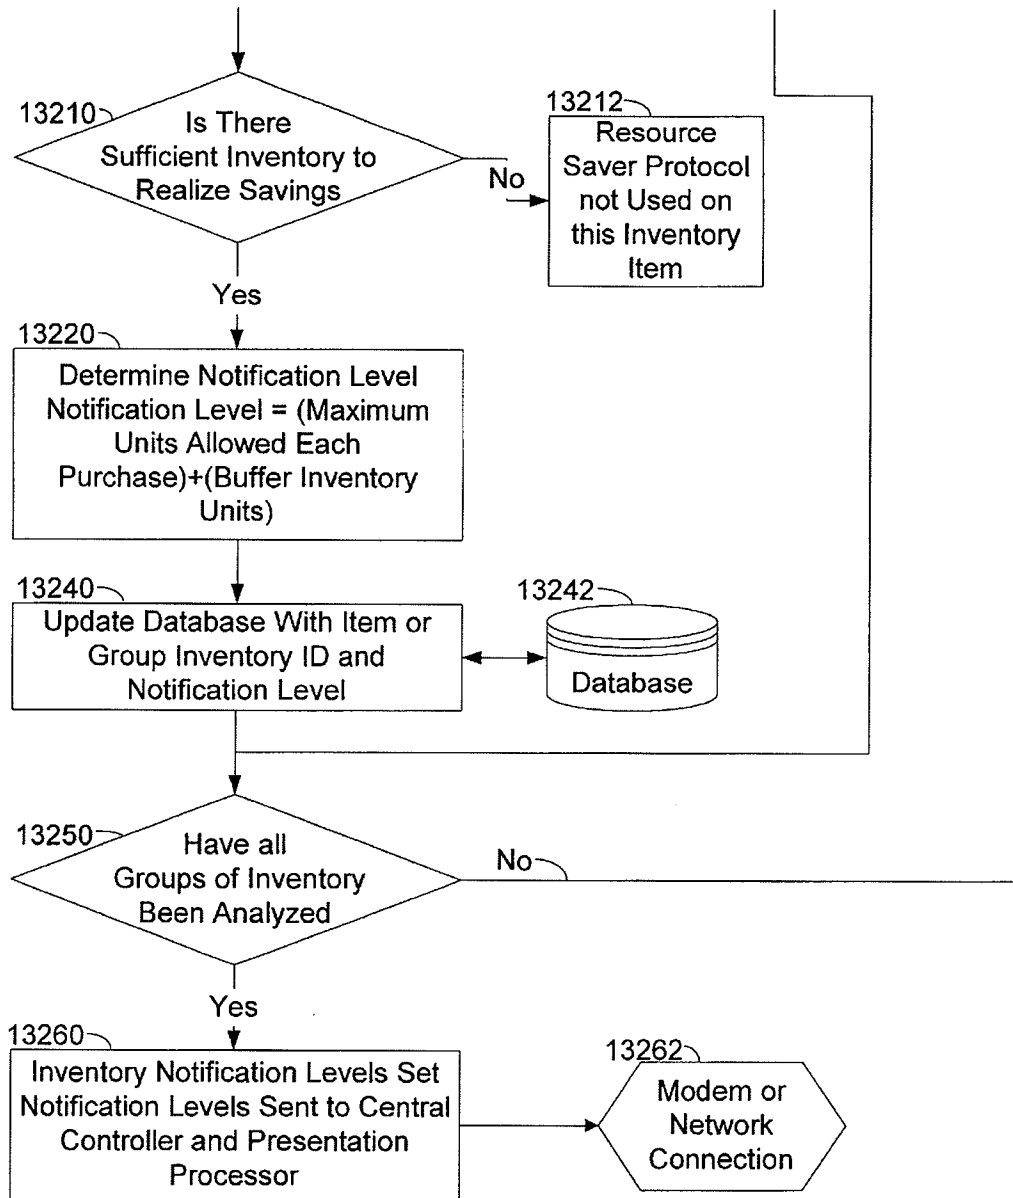 13210
Is There
Sufficient Inventory to
Realize Savings
No
13212
Resource
Saver Protocol
not Used on
this Inventory
Item
Yes
13220
Determine Notification Level
Notification Level = (Maximum
Units Allowed Each
Purchase)+(Buffer Inventory
Units)
13240
Update Database With Item or
Group Inventory ID and
Notification Level
13242
Database
13250
Have all
Groups of Inventory
Been Analyzed
No
Yes
13260
Inventory Notification Levels Set
Notification Levels Sent to Central
Controller and Presentation
Processor
13262
Modem or
Network
Connection